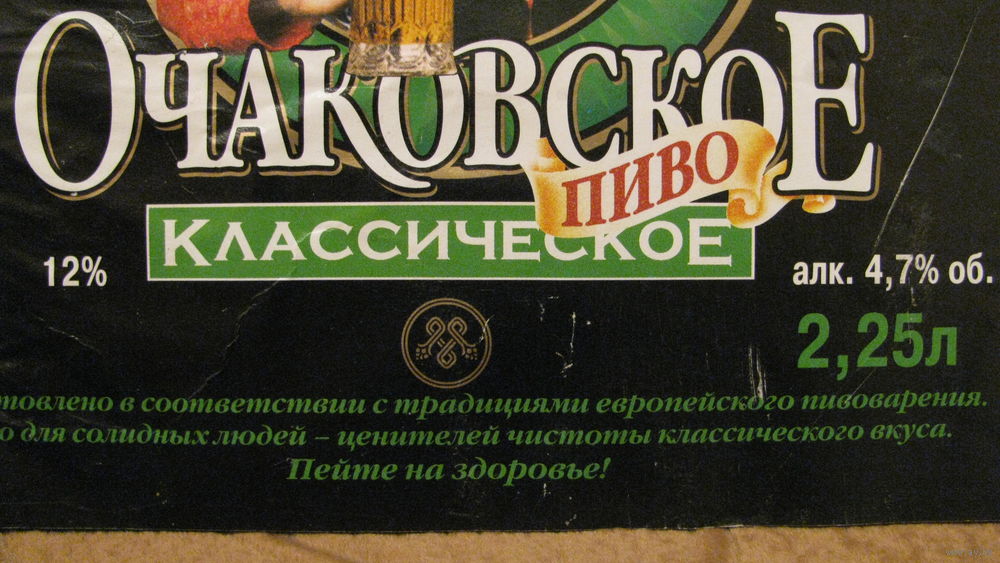 ОЧАКОВСКОЕ
ПИВО
КЛАССИЧЕСКОЕ
12%
алк. 4,7% об.
2,25л
товлено в соответствии с традициями европейского пивоварения.
о для солидных людей – ценителей чистоты классического вкуса.
Пейте на здоровье!